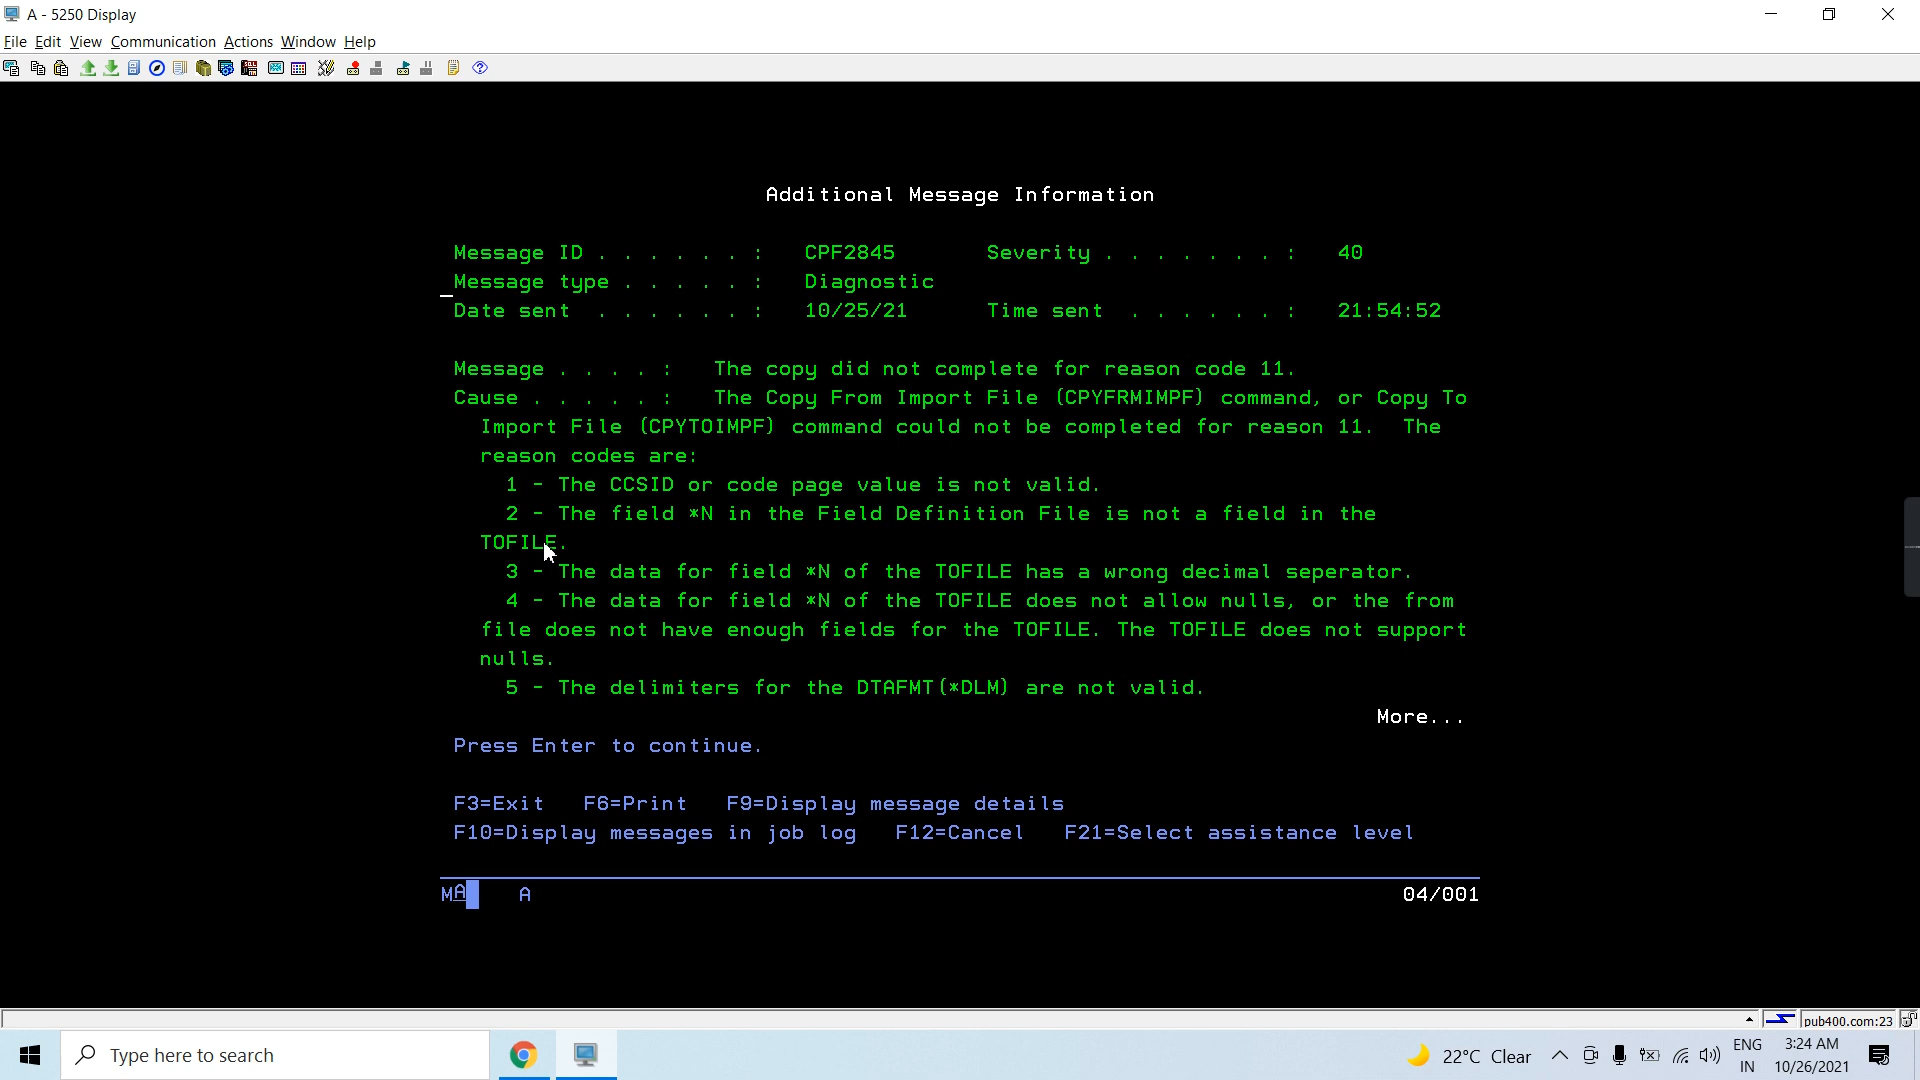 A - 5250 Display
File Edit View Communication Actions Window Help
Additional Message Information
Message ID . . . . . . : CPF2845 Severity . . . . . . . : 40
Message type . . . . . : Diagnostic
Date sent . . . . . . : 10/25/21 Time sent . . . . . . : 21:54:52
Message . . . . : The copy did not complete for reason code 11.
Cause . . . . . : The Copy From Import File (CPYFRMIMPF) command, or Copy To
Import File (CPYTOIMPF) command could not be completed for reason 11. The
reason codes are:
1 - The CCSID or code page value is not valid.
2 - The field *N in the Field Definition File is not a field in the
TOFILE.
3 - The data for field *N of the TOFILE has a wrong decimal seperator.
4 - The data for field *N of the TOFILE does not allow nulls, or the from
file does not have enough fields for the TOFILE. The TOFILE does not support
nulls.
5 - The delimiters for the DTAFMT(*DLM) are not valid.
More...
Press Enter to continue.
F3=Exit F6=Print F9=Display message details
F10=Display messages in job log F12=Cancel F21=Select assistance level
MA A 04/001
pub400.com:23
Type here to search
22°C Clear
ENG
IN
3:24 AM
10/26/2021